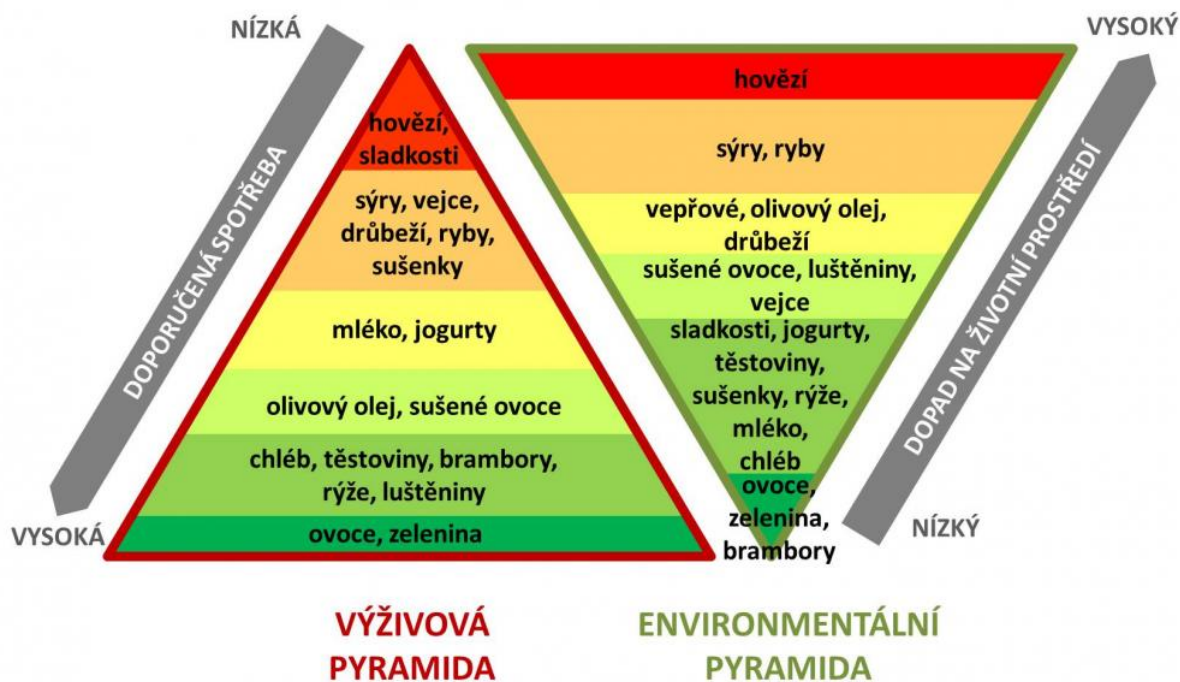 NÍZKÁ
DOPORUČENÁ SPOTŘEBA
VYSOKÁ
hovězí,
sladkosti
sýry, vejce,
drůbeží, ryby,
sušenky
mléko, jogurty
olivový olej, sušené ovoce
chléb, těstoviny, brambory,
rýže, luštěniny
ovoce, zelenina
VÝŽIVOVÁ
PYRAMIDA
VYSOKÝ
DOPAD NA ŽIVOTNÍ PROSTŘEDÍ
NÍZKÝ
hovězí
sýry, ryby
vepřové, olivový olej,
drůbeží
sušené ovoce, luštěniny,
vejce
sladkosti, jogurty,
těstoviny,
sušenky, rýže,
mléko,
chléb
ovoce,
zelenina,
brambory
ENVIRONMENTÁLNÍ
PYRAMIDA